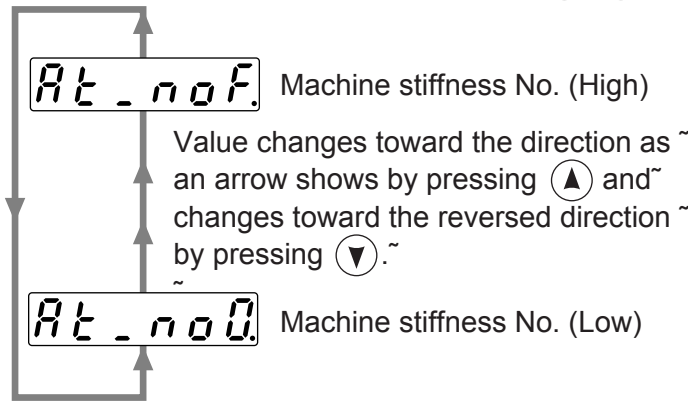 At_noF. Machine stiffness No. (High)
Value changes toward the direction as ˜
an arrow shows by pressing ▲ and˜
changes toward the reversed direction ˜
by pressing ▼.˜
˜
At_no0. Machine stiffness No. (Low)